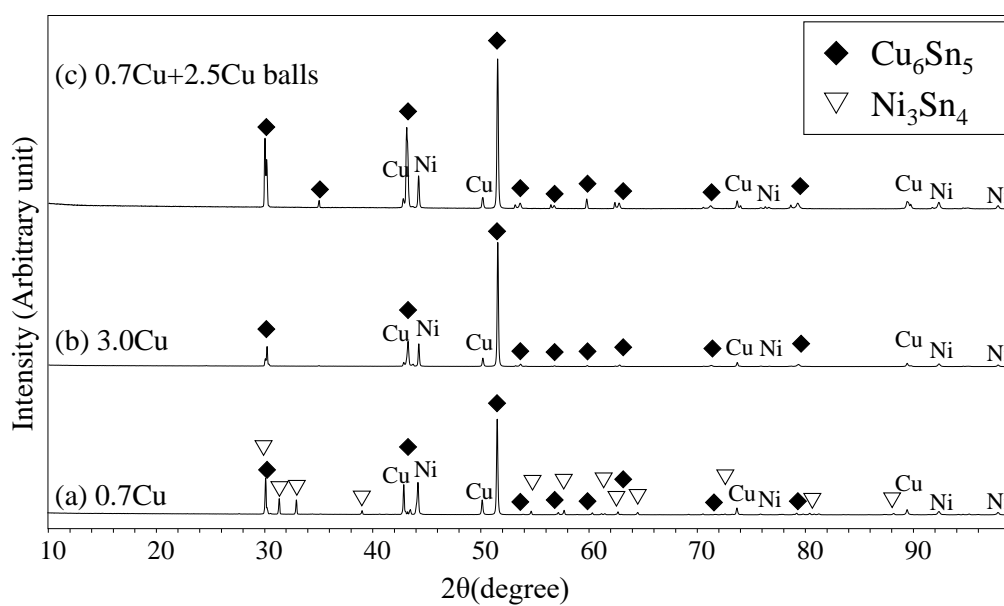 (c) 0.7Cu+2.5Cu balls
Cu₆Sn₅
Ni₃Sn₄
Cu Ni Cu Cu Ni Cu Ni N
(b) 3.0Cu
Cu Ni Cu Cu Ni Cu Ni N
(a) 0.7Cu
Cu Ni Cu Cu Ni Cu Ni N
10 20 30 40 50 60 70 80 90
2θ(degree)
Intensity (Arbitrary unit)